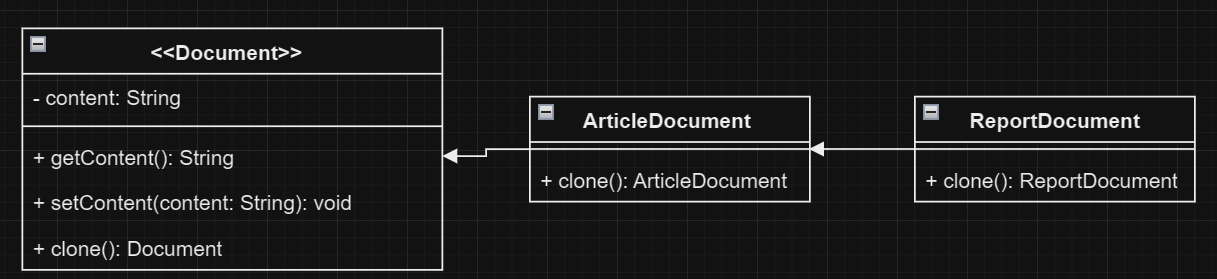 <<Document>>
- content: String
+ getContent(): String
+ setContent(content: String): void
+ clone(): Document
ArticleDocument
+ clone(): ArticleDocument
ReportDocument
+ clone(): ReportDocument